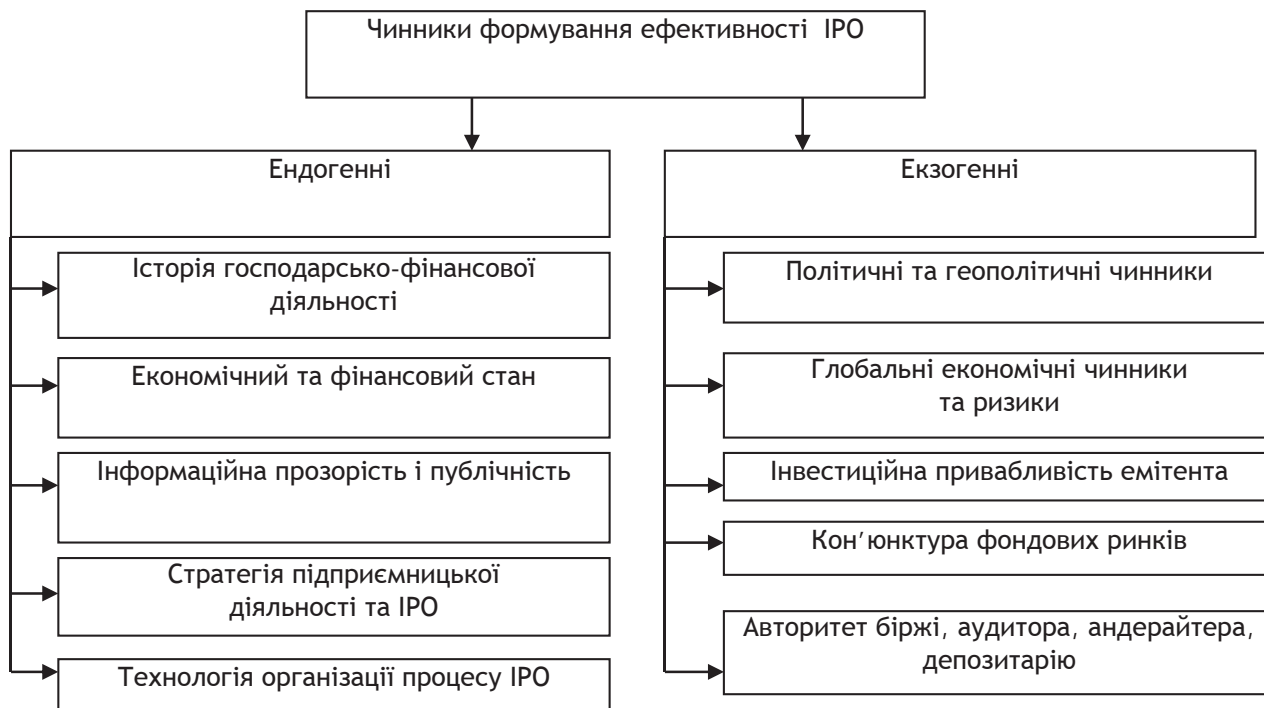 Чинники формування ефективності IPO
Ендогенні
Історія господарсько-фінансової
діяльності
Економічний та фінансовий стан
Інформаційна прозорість і публічність
Стратегія підприємницької
діяльності та IPO
Технологія організації процесу IPO
Екзогенні
Політичні та геополітичні чинники
Глобальні економічні чинники
та ризики
Інвестиційна привабливість емітента
Кон′юнктура фондових ринків
Авторитет біржі, аудитора, андерайтера,
депозитарію